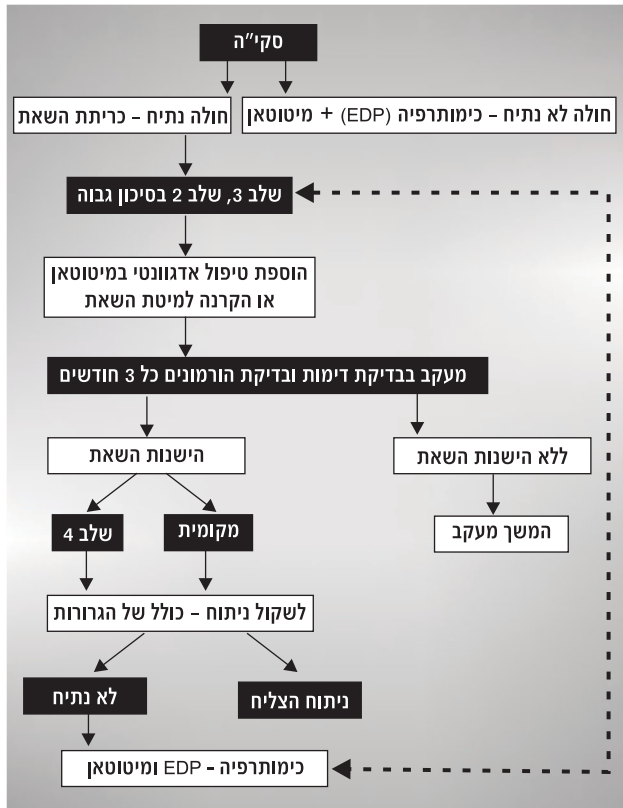 סקי"ה
חולה נתיח – כריתת השאת
חולה לא נתיח – כימותרפיה (EDP) + מיטוטאן
שלב 3, שלב 2 בסיכון גבוה
הוספת טיפול אדגוונטי במיטוטאן
או הקרנה למיטת השאת
מעקב בבדיקת דימות ובדיקת הורמונים כל 3 חודשים
הישנות השאת
ללא הישנות השאת
שלב 4
מקומית
המשך מעקב
לשקול ניתוח – כולל של הגרורות
לא נתיח
ניתוח הצליח
כימותרפיה - EDP ומיטוטאן